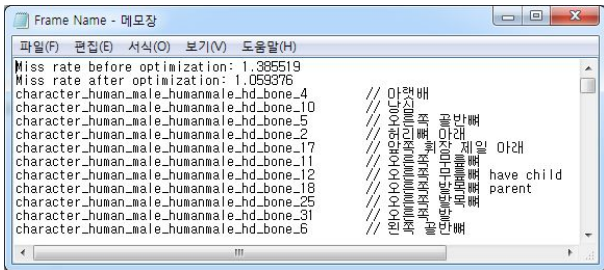 Frame Name - 메모장
파일(F) 편집(E) 서식(O) 보기(V) 도움말(H)
Miss rate before optimization: 1.385519
Miss rate after optimization: 1.059376
character_human_male_humanmale_hd_bone_4 // 아랫배
character_human_male_humanmale_hd_bone_10 // 낭심
character_human_male_humanmale_hd_bone_5 // 오른쪽 골반뼈
character_human_male_humanmale_hd_bone_2 // 허리뼈 아래
character_human_male_humanmale_hd_bone_17 // 앞쪽 휘장 제일 아래
character_human_male_humanmale_hd_bone_11 // 오른쪽 무릎뼈
character_human_male_humanmale_hd_bone_12 // 오른쪽 무릎뼈 have child
character_human_male_humanmale_hd_bone_18 // 오른쪽 발목뼈 parent
character_human_male_humanmale_hd_bone_25 // 오른쪽 발목뼈
character_human_male_humanmale_hd_bone_31 // 오른쪽 발
character_human_male_humanmale_hd_bone_6 // 왼쪽 골반뼈